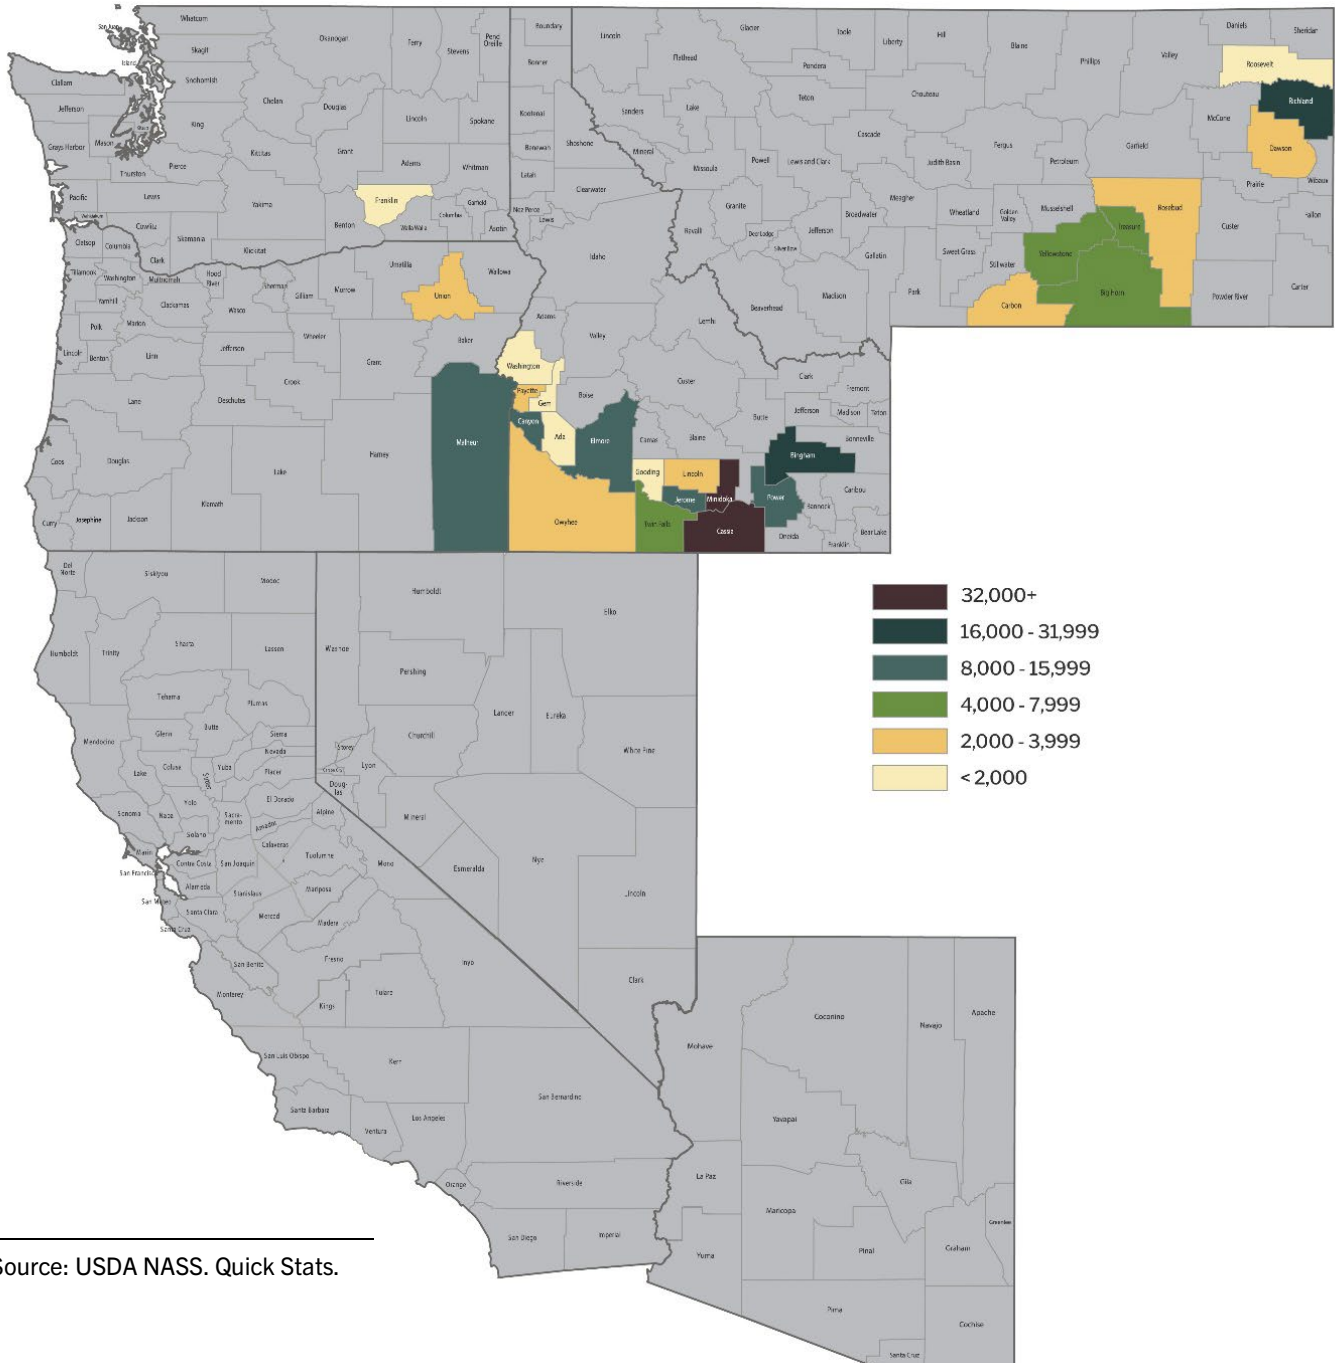 Whatcom
San Juan
Skagit
Island
Snohomish
Okanogan
Ferry
Stevens
Pend
Oreille
Clallam
Jefferson
Chelan
Douglas
Lincoln
Spokane
King
Grays Harbor
Mason
Kittitas
Grant
Adams
Whitman
Pierce
Thurston
Pacific
Lewis
Yakima
Franklin
Garfield
Columbia
Walla Walla
Asotin
Benton
Wahkiakum
Cowlitz
Skamania
Klickitat
Clark
Boundary
Bonner
Kootenai
Benewah
Shoshone
Latah
Clearwater
Nez Perce
Lewis
Idaho
Adams
Valley
Lemhi
Washington
Payette
Gem
Boise
Custer
Clark
Fremont
Butte
Jefferson
Madison
Teton
Canyon
Ada
Elmore
Camas
Blaine
Bingham
Bonneville
Gooding
Lincoln
Jerome
Minidoka
Power
Caribou
Bannock
Owyhee
Twin Falls
Cassia
Oneida
Franklin
Bear Lake
Lincoln
Flathead
Glacier
Toole
Liberty
Hill
Blaine
Phillips
Valley
Daniels
Sheridan
Roosevelt
Pondera
Teton
Chouteau
Richland
Sanders
Lake
McCone
Dawson
Mineral
Missoula
Powell
Lewis and Clark
Cascade
Judith Basin
Fergus
Petroleum
Garfield
Prairie
Wibaux
Granite
Meagher
Broadwater
Wheatland
Golden
Valley
Musselshell
Treasure
Rosebud
Custer
Fallon
Ravalli
Deer Lodge
Jefferson
Silver Bow
Gallatin
Sweet Grass
Stillwater
Yellowstone
Big Horn
Beaverhead
Madison
Park
Carbon
Powder River
Carter
Clatsop
Columbia
Tillamook
Washington
Multnomah
Hood
River
Sherman
Gilliam
Morrow
Umatilla
Union
Wallowa
Yamhill
Clackamas
Wasco
Polk
Marion
Wheeler
Baker
Lincoln
Benton
Linn
Jefferson
Grant
Crook
Lane
Deschutes
Malheur
Coos
Douglas
Lake
Harney
Klamath
Curry
Josephine
Jackson
Del
Norte
Siskiyou
Modoc
Humboldt
Trinity
Shasta
Lassen
Tehama
Plumas
Mendocino
Glenn
Butte
Sierra
Nevada
Lake
Colusa
Sutter
Yuba
Placer
Yolo
El Dorado
Sonoma
Napa
Sacra-
mento
Amador
Alpine
Solano
Calaveras
Marin
Contra Costa
San Joaquin
Tuolumne
Mono
San Francisco
Alameda
Stanislaus
Mariposa
San Mateo
Santa Clara
Merced
Madera
Santa Cruz
San Benito
Fresno
Inyo
Monterey
Kings
Tulare
San Luis Obispo
Kern
San Bernardino
Santa Barbara
Ventura
Los Angeles
Orange
Riverside
San Diego
Imperial
Humboldt
Elko
Washoe
Pershing
Lander
Eureka
Churchill
White Pine
Storey
Lyon
Doug-
las
Mineral
Esmeralda
Nye
Lincoln
Clark
Mohave
Coconino
Navajo
Apache
Yavapai
La Paz
Gila
Maricopa
Greenlee
Yuma
Pinal
Graham
Pima
Cochise
Santa Cruz
32,000+
16,000 - 31,999
8,000 - 15,999
4,000 - 7,999
2,000 - 3,999
< 2,000
Source: USDA NASS. Quick Stats.